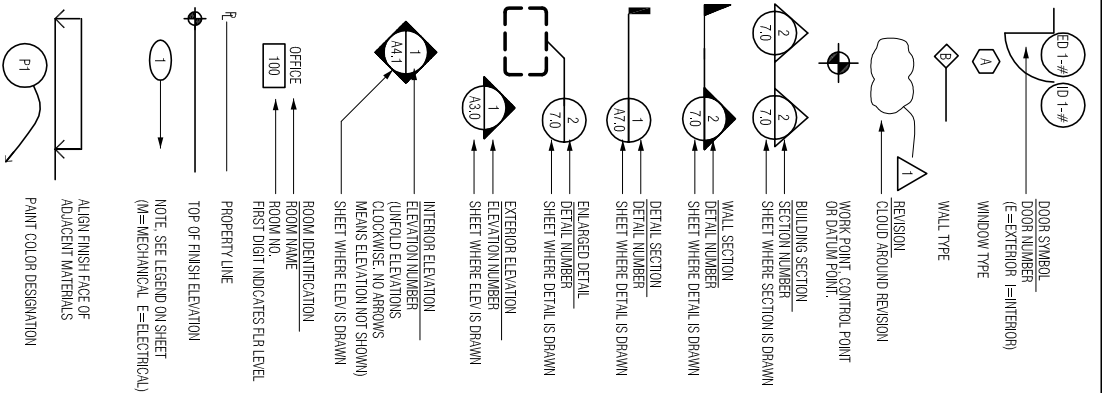 ED 1-#
ID 1-#
DOOR SYMBOL
DOOR NUMBER
(E=EXTERIOR I=INTERIOR)
A
WINDOW TYPE
B
WALL TYPE
1
REVISION
CLOUD AROUND REVISION
WORK POINT, CONTROL POINT
OR DATUM POINT.
2
7.0
2
7.0
BUILDING SECTION
SECTION NUMBER
SHEET WHERE SECTION IS DRAWN
2
7.0
WALL SECTION
DETAIL NUMBER
SHEET WHERE DETAIL IS DRAWN
1
A7.0
DETAIL SECTION
DETAIL NUMBER
SHEET WHERE DETAIL IS DRAWN
2
7.0
ENLARGED DETAIL
DETAIL NUMBER
SHEET WHERE DETAIL IS DRAWN
1
A3.0
EXTERIOR ELEVATION
ELEVATION NUMBER
SHEET WHERE ELEV IS DRAWN
1
A4.1
INTERIOR ELEVATION
ELEVATION NUMBER
(UNFOLD ELEVATIONS
CLOCKWISE. NO ARROWS
MEANS ELEVATION NOT SHOWN)
SHEET WHERE ELEV IS DRAWN
OFFICE
100
ROOM IDENTIFICATION
ROOM NAME
ROOM NO.
FIRST DIGIT INDICATES FLR LEVEL
PL
PROPERTY LINE
TOP OF FINISH ELEVATION
1
NOTE, SEE LEGEND ON SHEET
(M=MECHANICAL E=ELECTRICAL)
ALIGN FINISH FACE OF
ADJACENT MATERIALS
P1
PAINT COLOR DESIGNATION